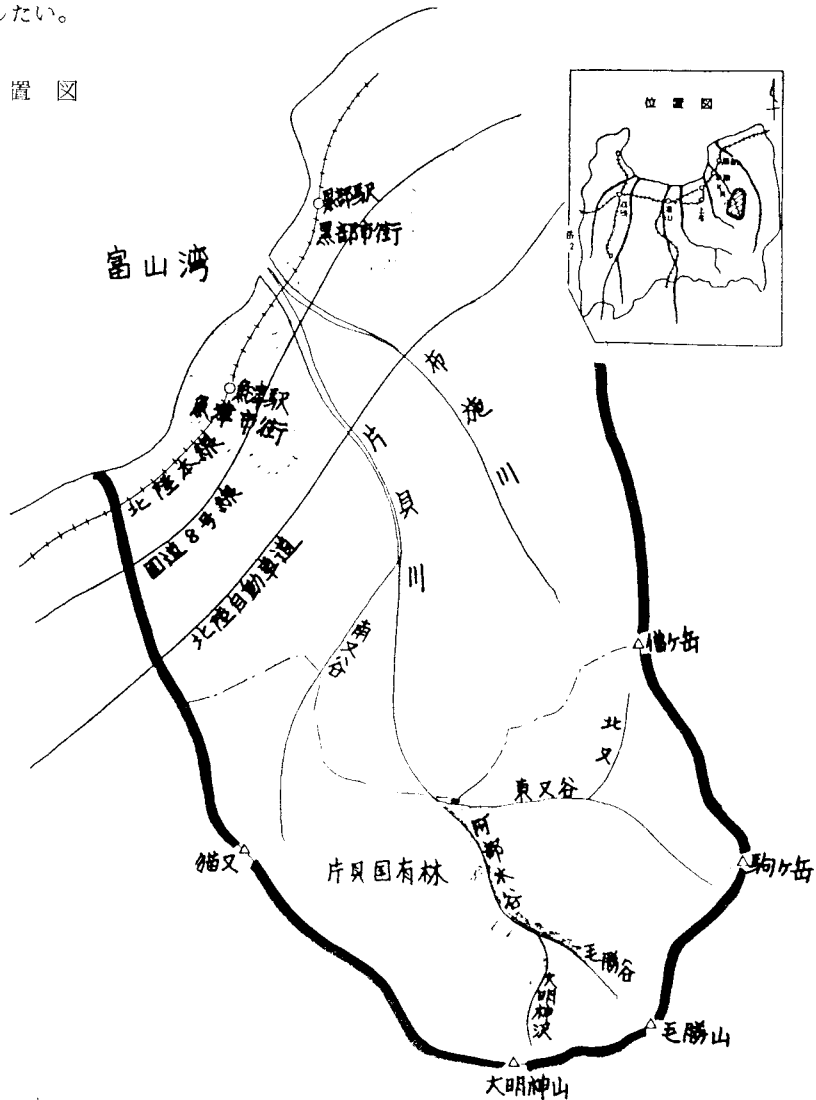 したい。
置図
位置図
黒部駅
黒部市街
富山湾
魚津駅
魚津市街
北陸本線
国道8号線
北陸自動車道
布施川
片貝川
南又谷
僧ケ岳
北又
東又谷
阿部木谷
猫又
片貝国有林
駒ケ岳
毛勝谷
大明神沢
毛勝山
大明神山